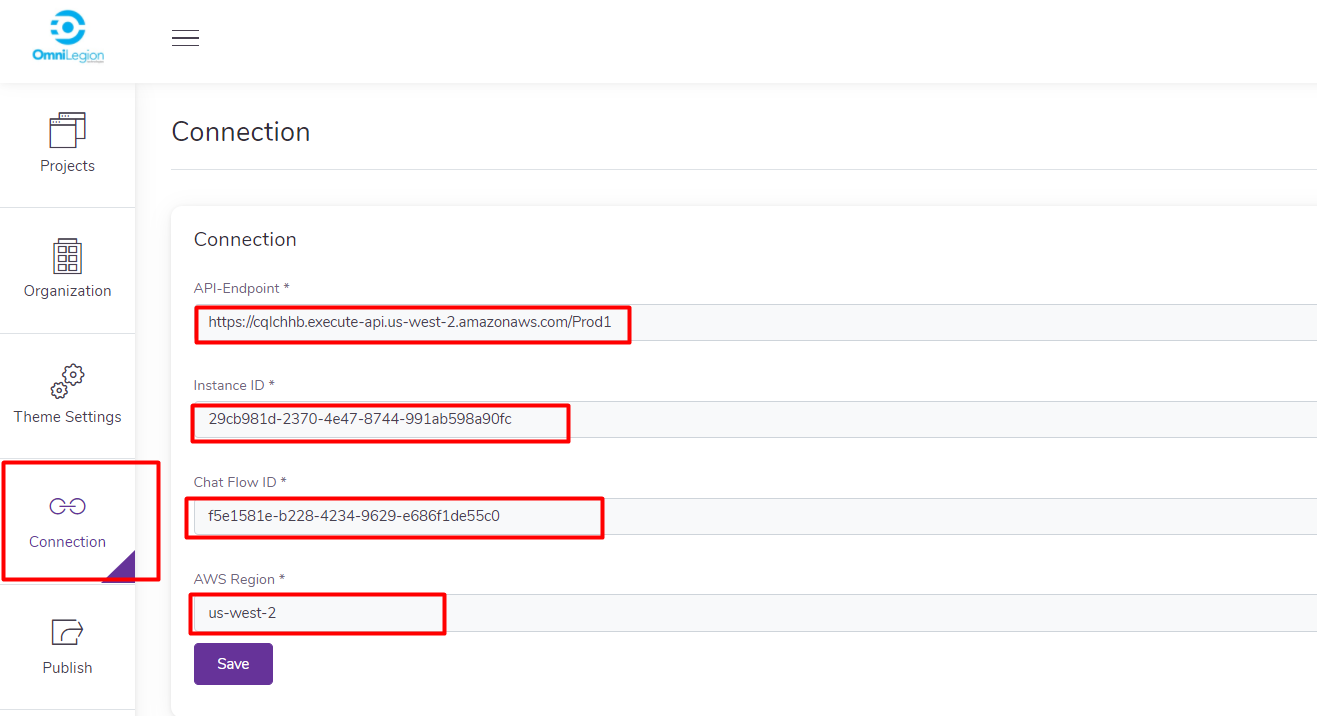 OmniLegion
Projects
Organization
Theme Settings
Connection
Publish
Connection
Connection
API-Endpoint *
https://cqlchhb.execute-api.us-west-2.amazonaws.com/Prod1
Instance ID *
29cb981d-2370-4e47-8744-991ab598a90fc
Chat Flow ID *
f5e1581e-b228-4234-9629-e686f1de55c0
AWS Region *
us-west-2
Save